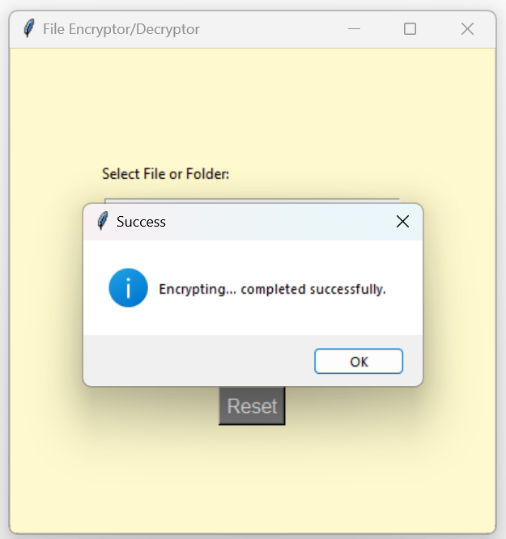 File Encryptor/Decryptor
Select File or Folder:
Success
Encrypting... completed successfully.
OK
Reset